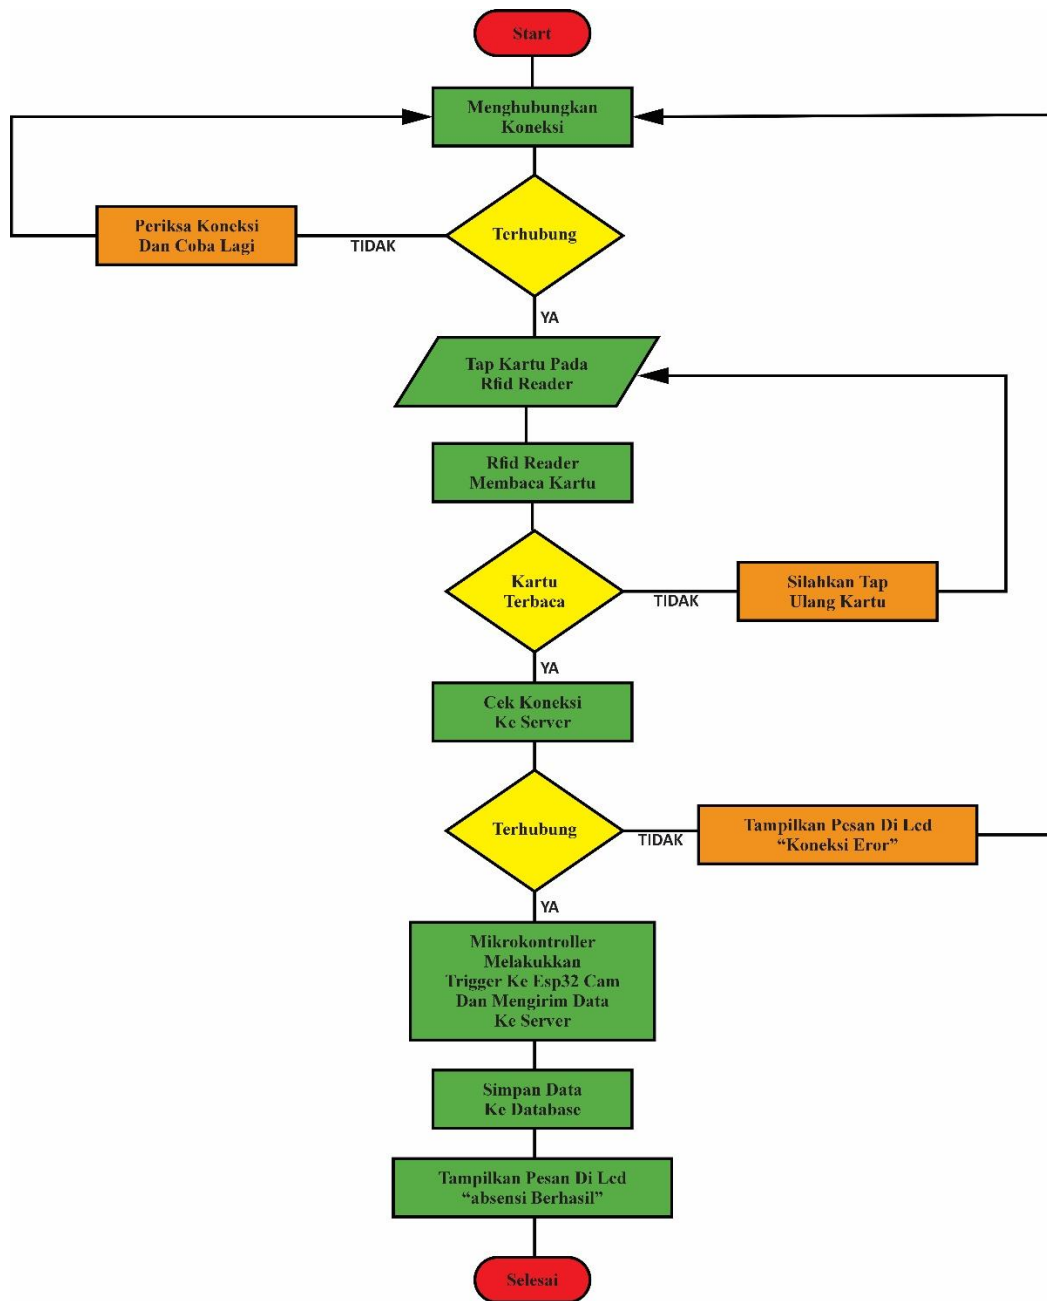 Start
Menghubungkan
Koneksi
Terhubung
TIDAK
Periksa Koneksi
Dan Coba Lagi
YA
Tap Kartu Pada
Rfid Reader
Rfid Reader
Membaca Kartu
Kartu
Terbaca
TIDAK
Silahkan Tap
Ulang Kartu
YA
Cek Koneksi
Ke Server
Terhubung
TIDAK
Tampilkan Pesan Di Lcd
“Koneksi Eror”
YA
Mikrokontroller
Melakukkan
Trigger Ke Esp32 Cam
Dan Mengirim Data
Ke Server
Simpan Data
Ke Database
Tampilkan Pesan Di Lcd
“absensi Berhasil”
Selesai